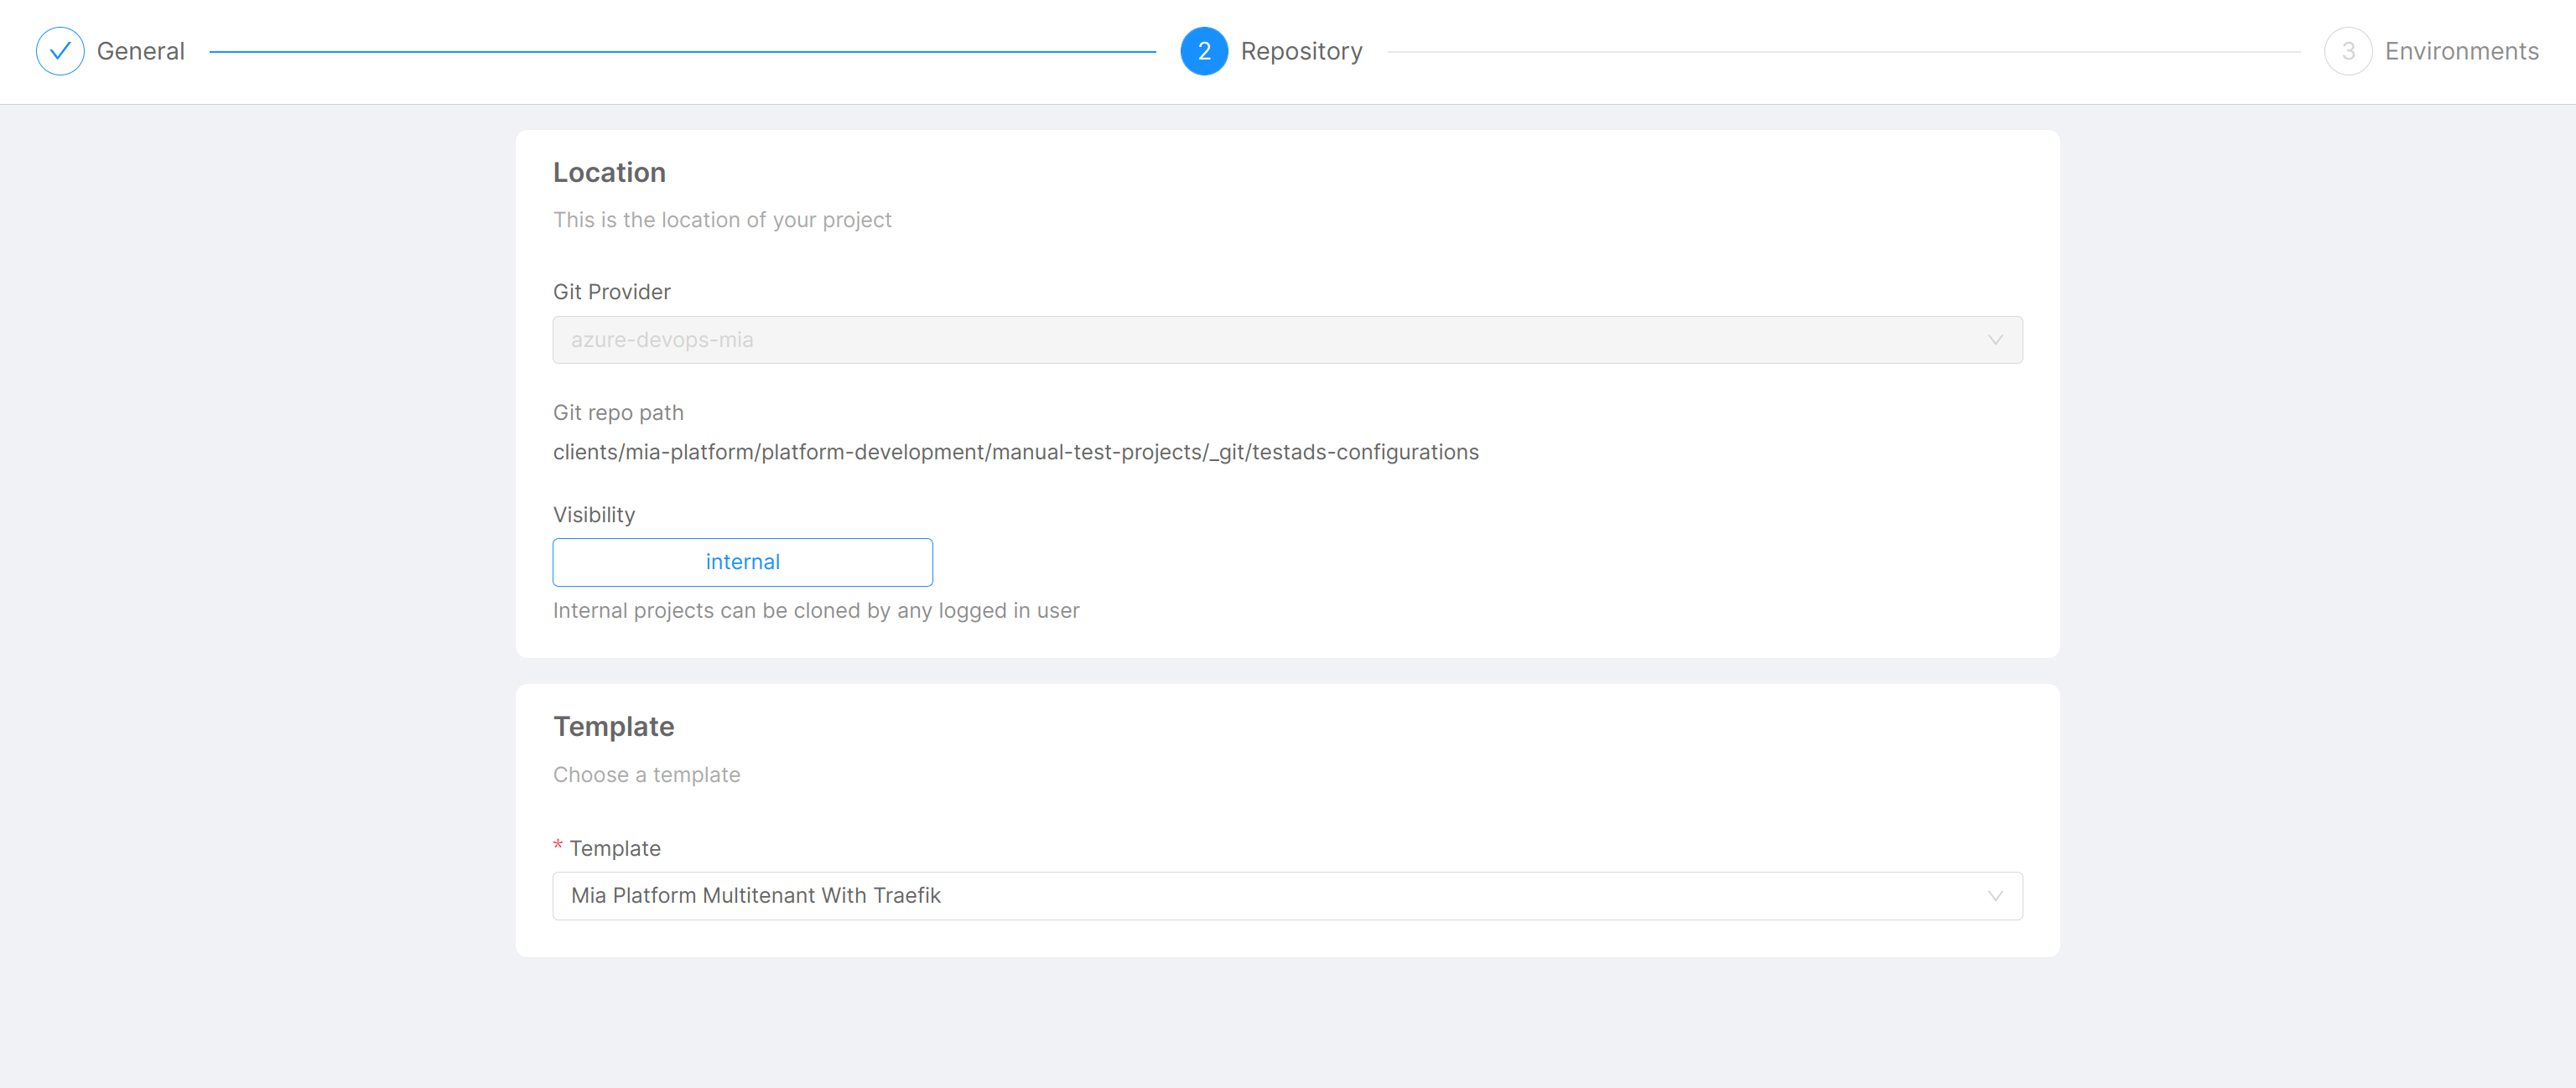 General
2 Repository
3 Environments
Location
This is the location of your project
Git Provider
azure-devops-mia
Git repo path
clients/mia-platform/platform-development/manual-test-projects/_git/testads-configurations
Visibility
internal
Internal projects can be cloned by any logged in user
Template
Choose a template
* Template
Mia Platform Multitenant With Traefik